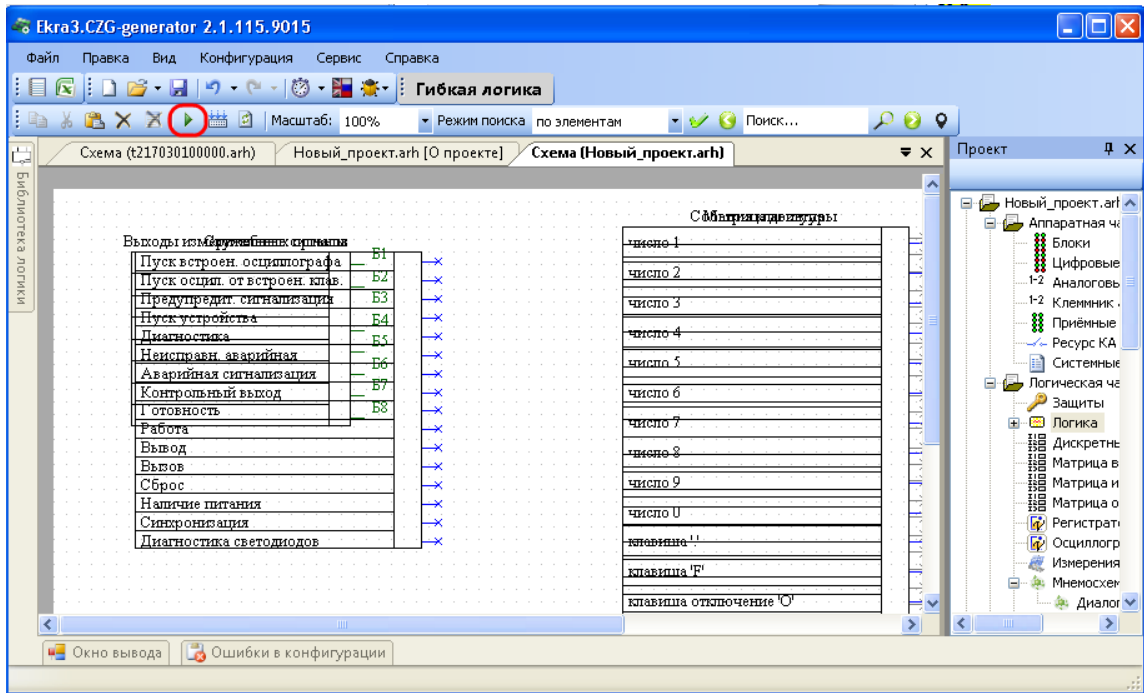 Ekra3.CZG-generator 2.1.115.9015
Файл Правка Вид Конфигурация Сервис Справка
Гибкая логика
Масштаб: 100% Режим поиска по элементам Поиск...
Библиотека логики
Схема (t217030100000.arh) Новый_проект.arh [О проекте] Схема (Новый_проект.arh)
Выходы
Пуск встроен. осциллографа Б1
Пуск осцил. от встроен. клав. Б2
Предупредит. сигнализация Б3
Пуск устройства Б4
Диагностика Б5
Неисправн. аварийная Б6
Аварийная сигнализация Б7
Контрольный выход Б8
Готовность
Работа
Вывод
Вызов
Сброс
Наличие питания
Синхронизация
Диагностика светодиодов
число 1
число 2
число 3
число 4
число 5
число 6
число 7
число 8
число 9
число 0
клавиша '.'
клавиша 'F'
клавиша отключение 'O'
Проект
Новый_проект.arh
Аппаратная ча
Блоки
Цифровые
Аналоговы
Клеммник
Приёмные
Ресурс КА
Системные
Логическая ча
Защиты
Логика
Дискретны
Матрица в
Матрица и
Матрица о
Регистрат
Осциллогр
Измерения
Мнемосхем
Диалог
Окно вывода Ошибки в конфигурации